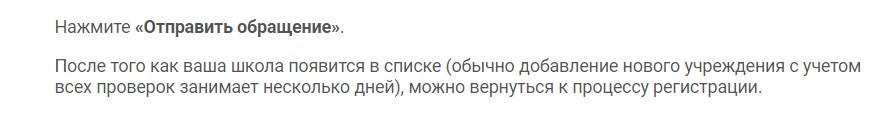 Нажмите «Отправить обращение».
После того как ваша школа появится в списке (обычно добавление нового учреждения с учетом
всех проверок занимает несколько дней), можно вернуться к процессу регистрации.